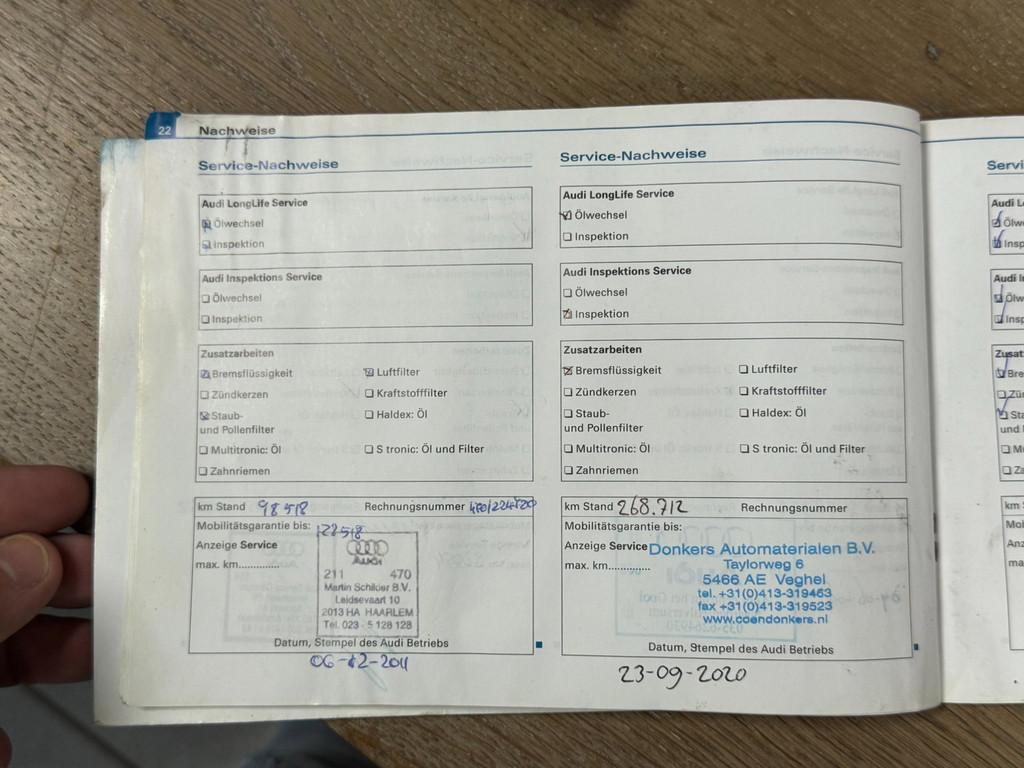 22
Nachweise
Service-Nachweise
Audi LongLife Service
Ölwechsel
Inspektion
Audi Inspektions Service
Ölwechsel
Inspektion
Zusatzarbeiten
Bremsflüssigkeit Luftfilter
Zündkerzen Kraftstofffilter
Staub- Haldex: Öl
und Pollenfilter
Multitronic: Öl S tronic: Öl und Filter
Zahnriemen
km Stand 98518 Rechnungsnummer
Mobilitätsgarantie bis:
Anzeige Service
max. km..............
128518
Audi
211 470
Martin Schilder B.V.
Leidsevaart 10
2013 HA HAARLEM
Tel. 023 - 5 128 128
Datum, Stempel des Audi Betriebs
06-12-2011
Service-Nachweise
Audi LongLife Service
Ölwechsel
Inspektion
Audi Inspektions Service
Ölwechsel
Inspektion
Zusatzarbeiten
Bremsflüssigkeit Luftfilter
Zündkerzen Kraftstofffilter
Staub- Haldex: Öl
und Pollenfilter
Multitronic: Öl S tronic: Öl und Filter
Zahnriemen
km Stand 268.712 Rechnungsnummer
Mobilitätsgarantie bis:
Anzeige Service
max. km..............
Donkers Automaterialen B.V.
Taylorweg 6
5466 AE Veghel
tel. +31(0)413-319463
fax +31(0)413-319523
www.coendonkers.nl
Datum, Stempel des Audi Betriebs
23-09-2020